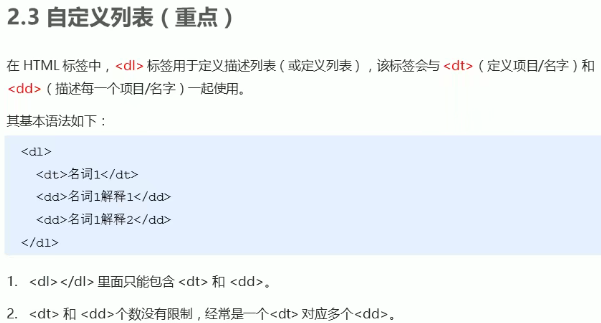 2.3 自定义列表（重点）
在 HTML 标签中，<dl> 标签用于定义描述列表（或定义列表），该标签会与 <dt>（定义项目/名字）和
<dd>（描述每一个项目/名字）一起使用。
其基本语法如下：
<dl>
  <dt>名词1</dt>
  <dd>名词1解释1</dd>
  <dd>名词1解释2</dd>
</dl>
1. <dl></dl> 里面只能包含 <dt> 和 <dd>。
2. <dt> 和 <dd>个数没有限制，经常是一个<dt> 对应多个<dd>。